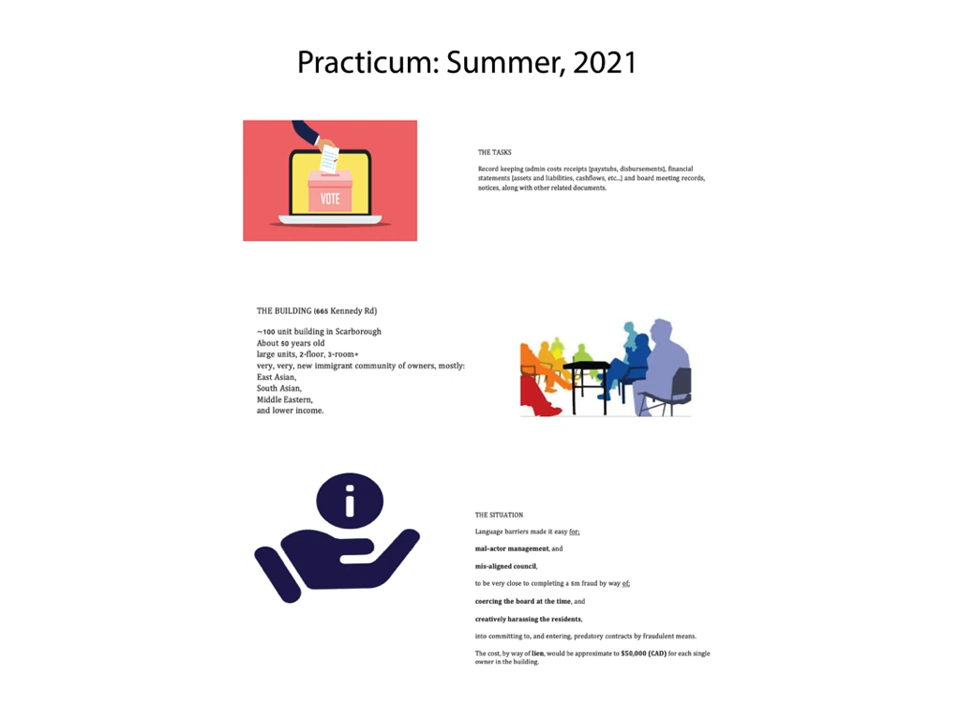 Practicum: Summer, 2021
VOTE
THE TASKS
Record keeping (admin costs receipts (paystubs, disbursements), financial
statements (assets and liabilities, cashflows, etc...) and board meeting records,
notices, along with other related documents.
THE BUILDING (665 Kennedy Rd)
~100 unit building in Scarborough
About 50 years old
large units, 2-floor, 3-room+
very, very, new immigrant community of owners, mostly:
East Asian,
South Asian,
Middle Eastern,
and lower income.
i
THE SITUATION
Language barriers made it easy for;
mal-actor management, and
mis-aligned council,
to be very close to completing a 5m fraud by way of;
coercing the board at the time, and
creatively harassing the residents,
into committing to, and entering, predatory contracts by fraudulent means.
The cost, by way of lien, would be approximate to $50,000 (CAD) for each single
owner in the building.